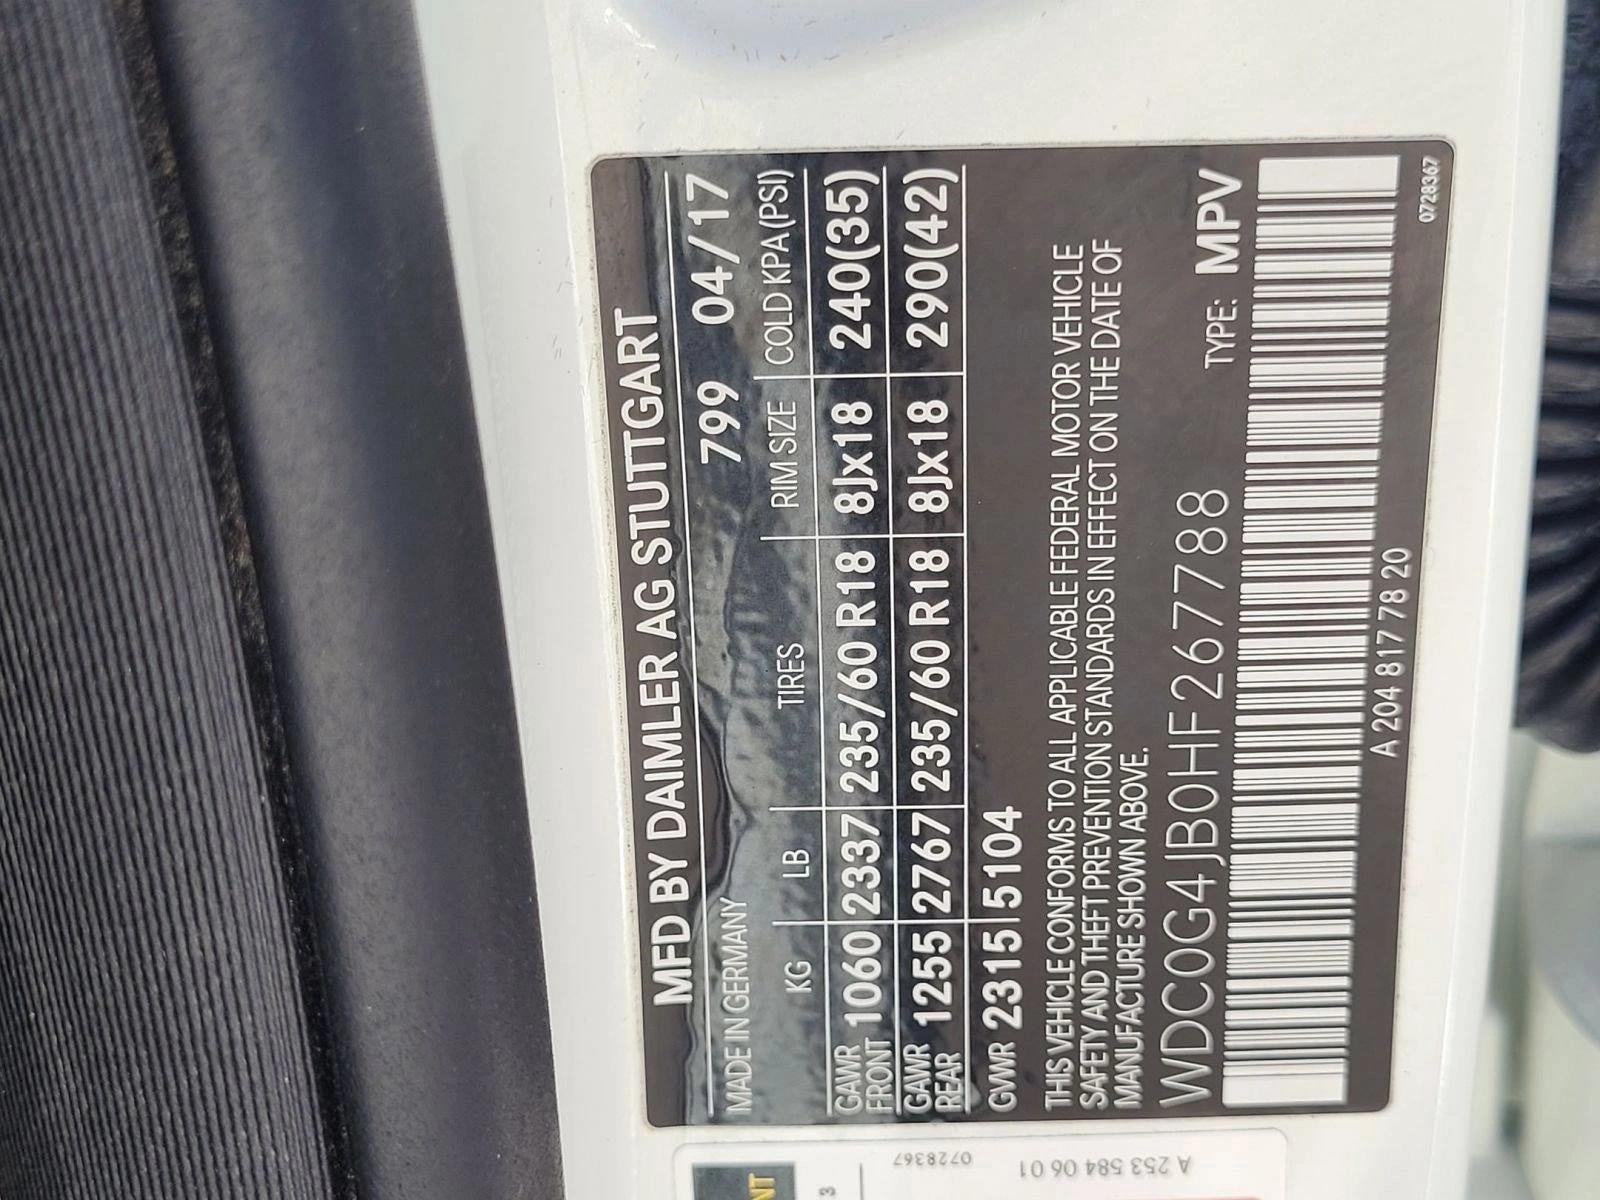 MFD BY DAIMLER AG STUTTGART
MADE IN GERMANY 799 04/17
KG LB TIRES RIM SIZE COLD KPA(PSI)
GAWR FRONT 1060 2337 235/60 R18 8Jx18 240(35)
GAWR REAR 1255 2767 235/60 R18 8Jx18 290(42)
GVWR 2315 5104
THIS VEHICLE CONFORMS TO ALL APPLICABLE FEDERAL MOTOR VEHICLE
SAFETY AND THEFT PREVENTION STANDARDS IN EFFECT ON THE DATE OF
MANUFACTURE SHOWN ABOVE.
WDC0G4JB0HF267788 TYPE: MPV
A 204 817 78 20
0728367
A 253 584 06 01
0728367
NT
3